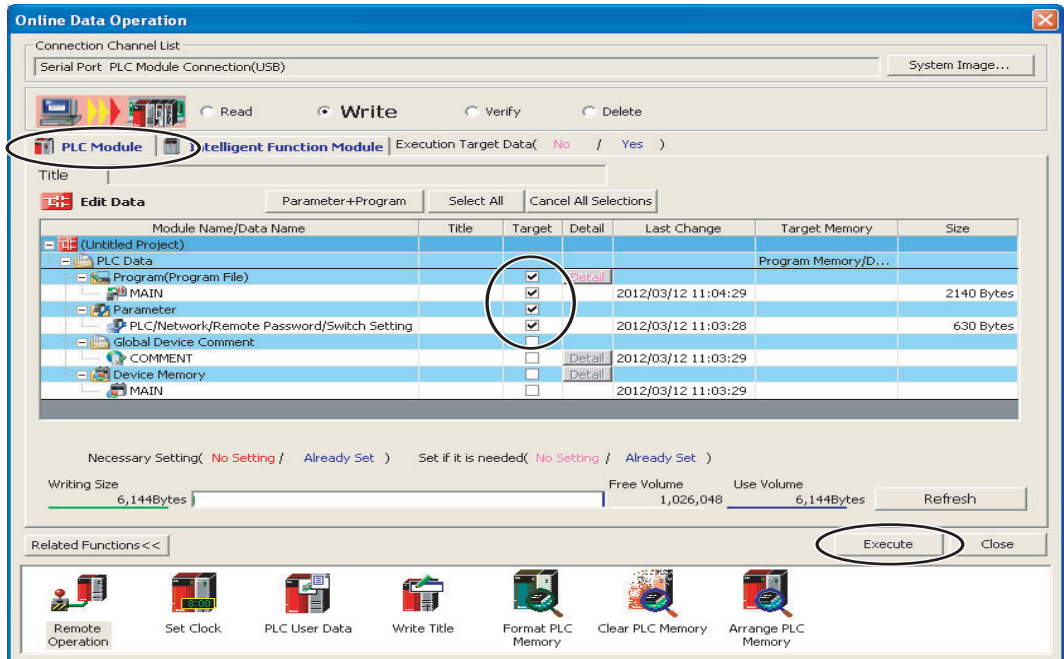 Online Data Operation
Connection Channel List
Serial Port PLC Module Connection(USB)
System Image...
Read Write Verify Delete
PLC Module Intelligent Function Module Execution Target Data( No / Yes )
Title
Edit Data Parameter+Program Select All Cancel All Selections
Module Name/Data Name Title Target Detail Last Change Target Memory Size
(Untitled Project)
PLC Data Program Memory/D...
Program(Program File) Detail
MAIN 2012/03/12 11:04:29 2140 Bytes
Parameter
PLC/Network/Remote Password/Switch Setting 2012/03/12 11:03:28 630 Bytes
Global Device Comment
COMMENT Detail 2012/03/12 11:03:29
Device Memory Detail
MAIN 2012/03/12 11:03:29
Necessary Setting( No Setting / Already Set ) Set if it is needed( No Setting / Already Set )
Writing Size Free Volume Use Volume
6,144Bytes 1,026,048 6,144Bytes Refresh
Related Functions<< Execute Close
8:00
Remote Operation
Set Clock
PLC User Data
Write Title
Format PLC Memory
Clear PLC Memory
Arrange PLC Memory